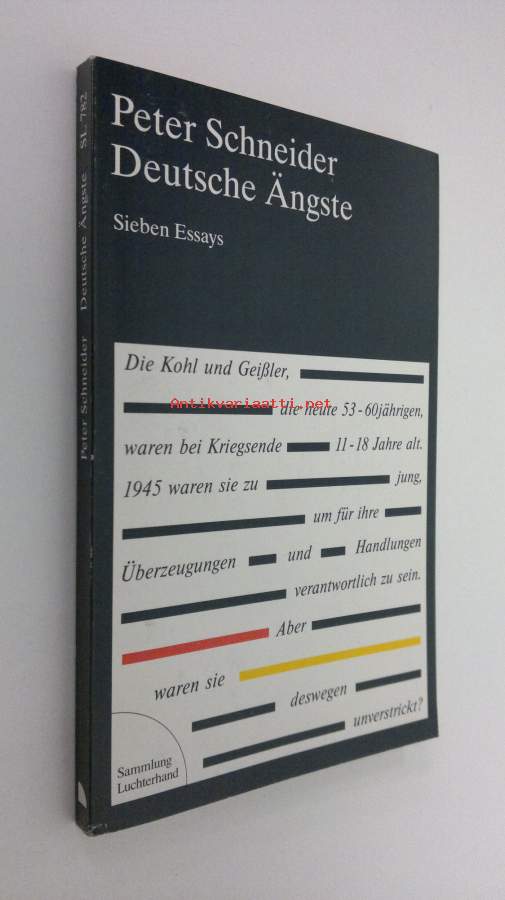 Peter Schneider
Deutsche Ängste
Sieben Essays
Die Kohl und Geißler,
die heute 53-60jährigen,
waren bei Kriegsende 11-18 Jahre alt.
1945 waren sie zu jung,
um für ihre
Überzeugungen und Handlungen
verantwortlich zu sein.
Aber
waren sie
deswegen
unverstrickt?
Sammlung
Luchterhand
Peter Schneider Deutsche Ängste SL 782
Antikvariaatti.net